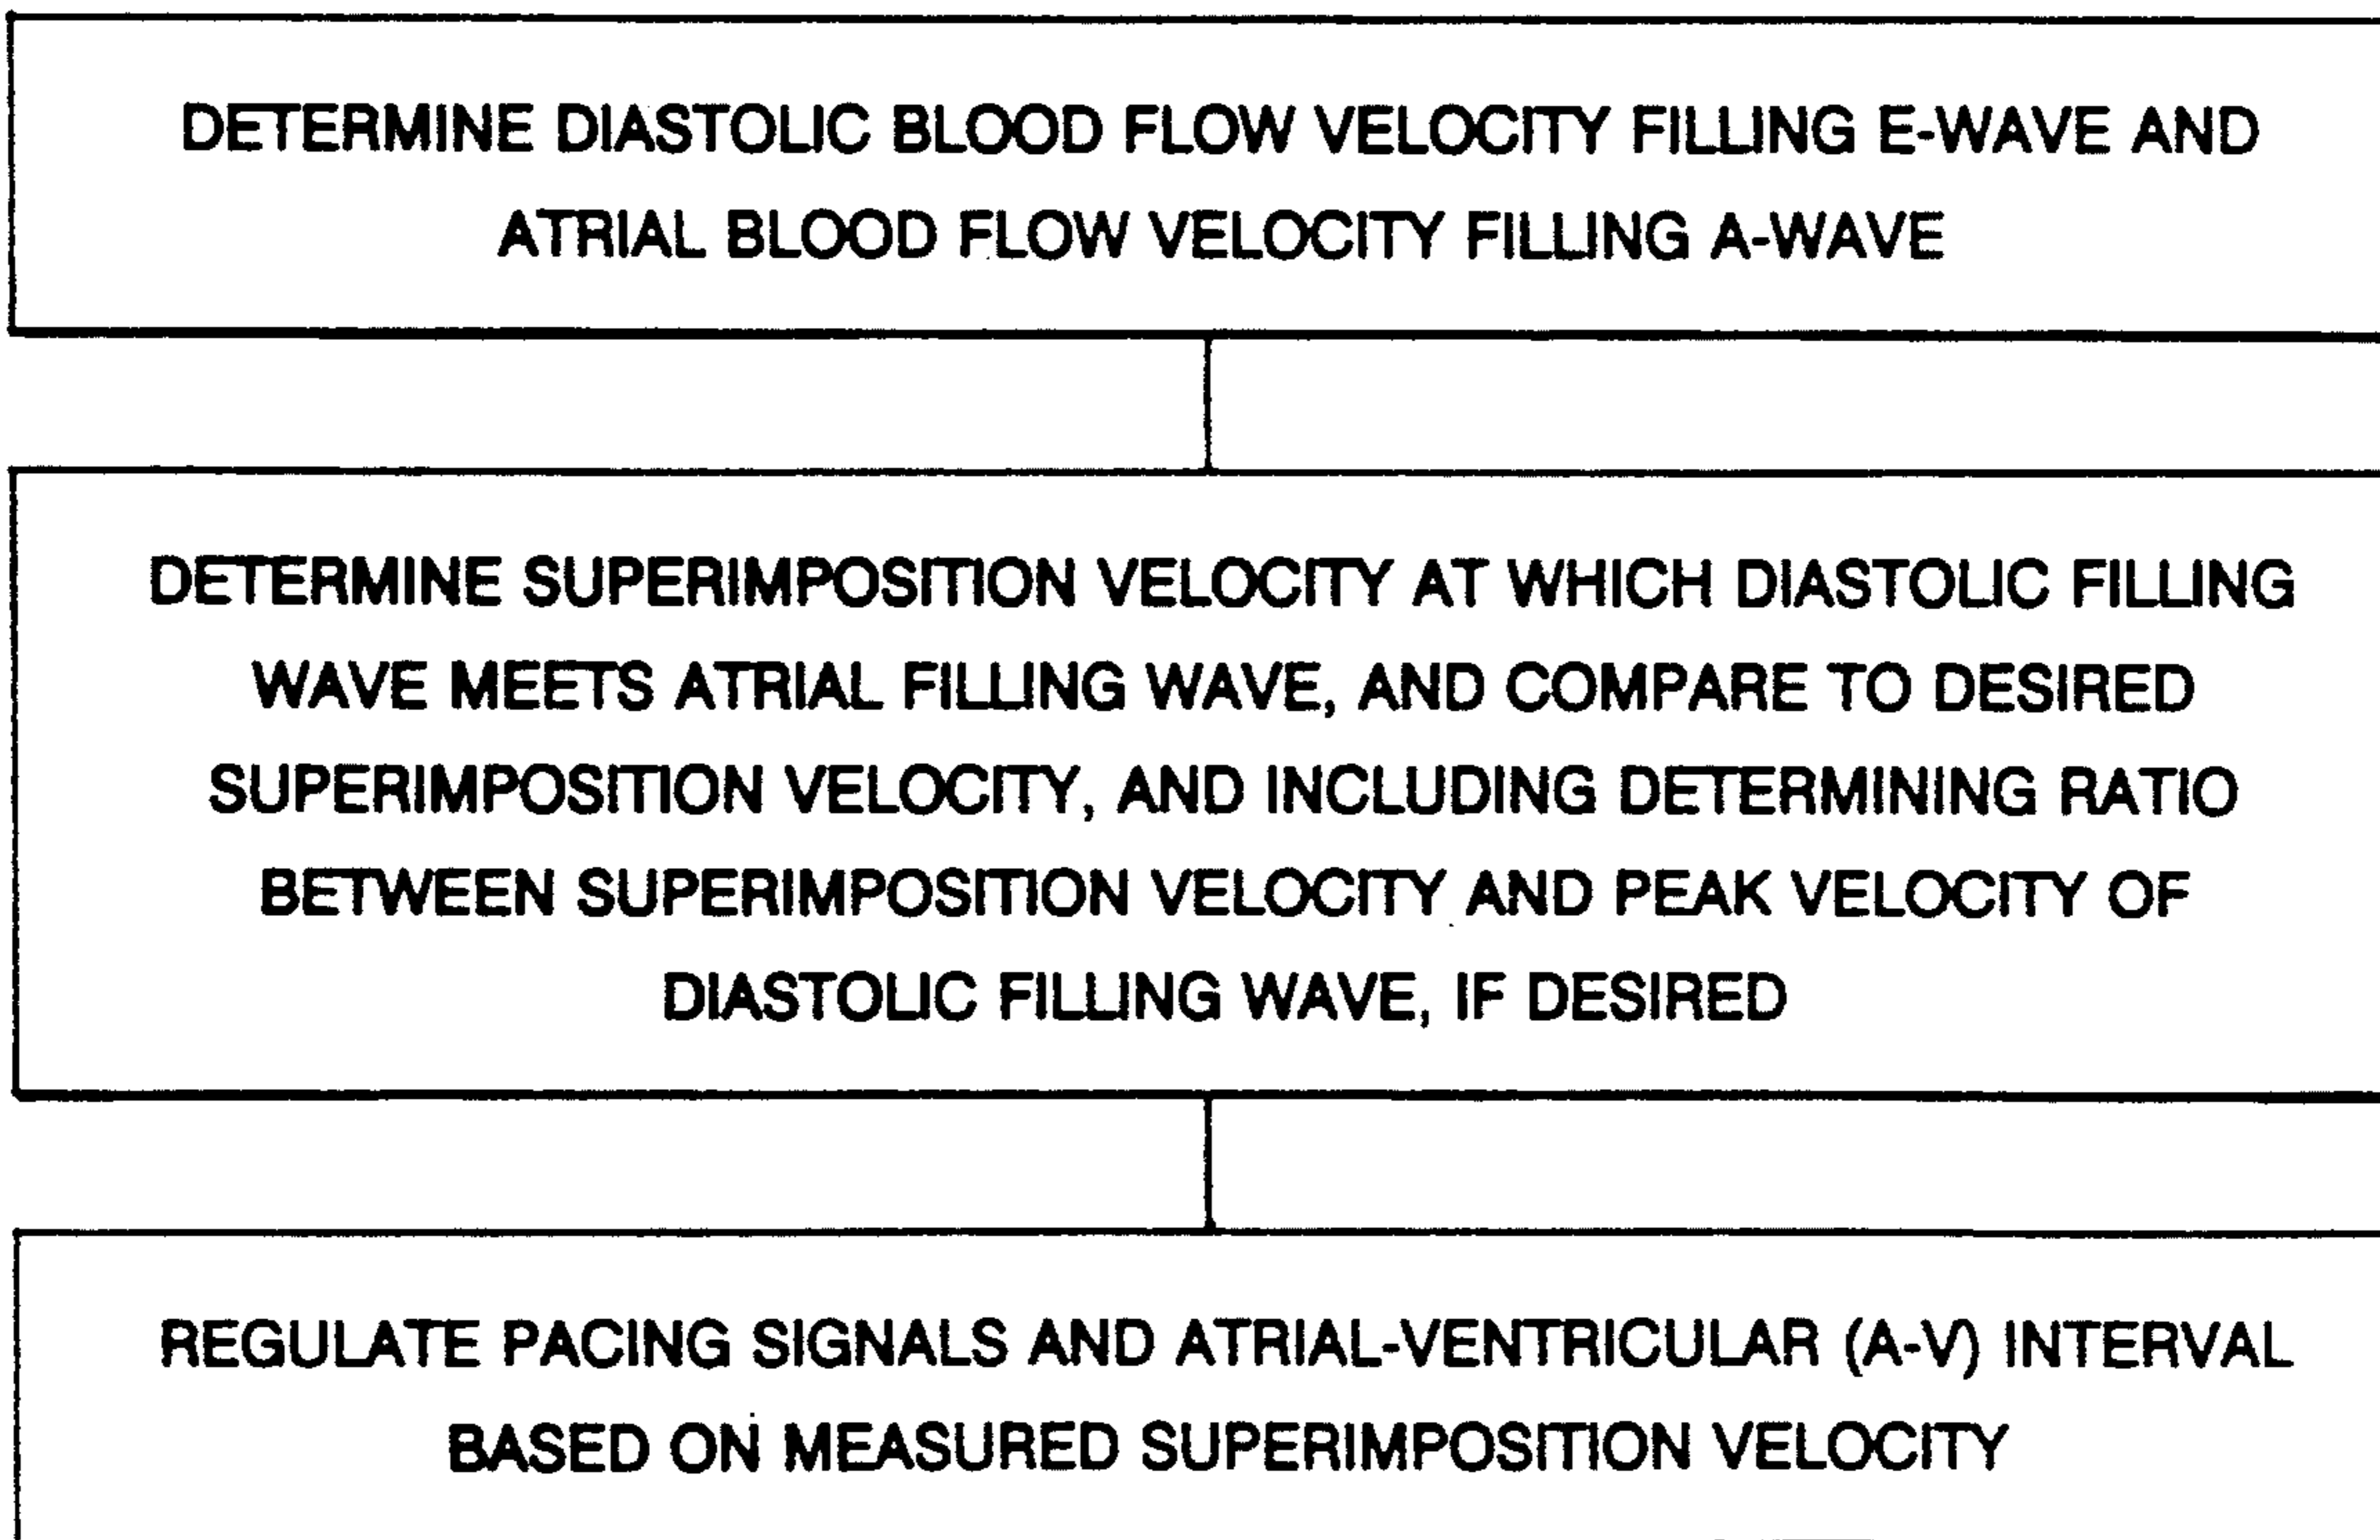 DETERMINE DIASTOLIC BLOOD FLOW VELOCITY FILLING E-WAVE AND
ATRIAL BLOOD FLOW VELOCITY FILLING A-WAVE
DETERMINE SUPERIMPOSITION VELOCITY AT WHICH DIASTOLIC FILLING
WAVE MEETS ATRIAL FILLING WAVE, AND COMPARE TO DESIRED
SUPERIMPOSITION VELOCITY, AND INCLUDING DETERMINING RATIO
BETWEEN SUPERIMPOSITION VELOCITY AND PEAK VELOCITY OF
DIASTOLIC FILLING WAVE, IF DESIRED
REGULATE PACING SIGNALS AND ATRIAL-VENTRICULAR (A-V) INTERVAL
BASED ON MEASURED SUPERIMPOSITION VELOCITY